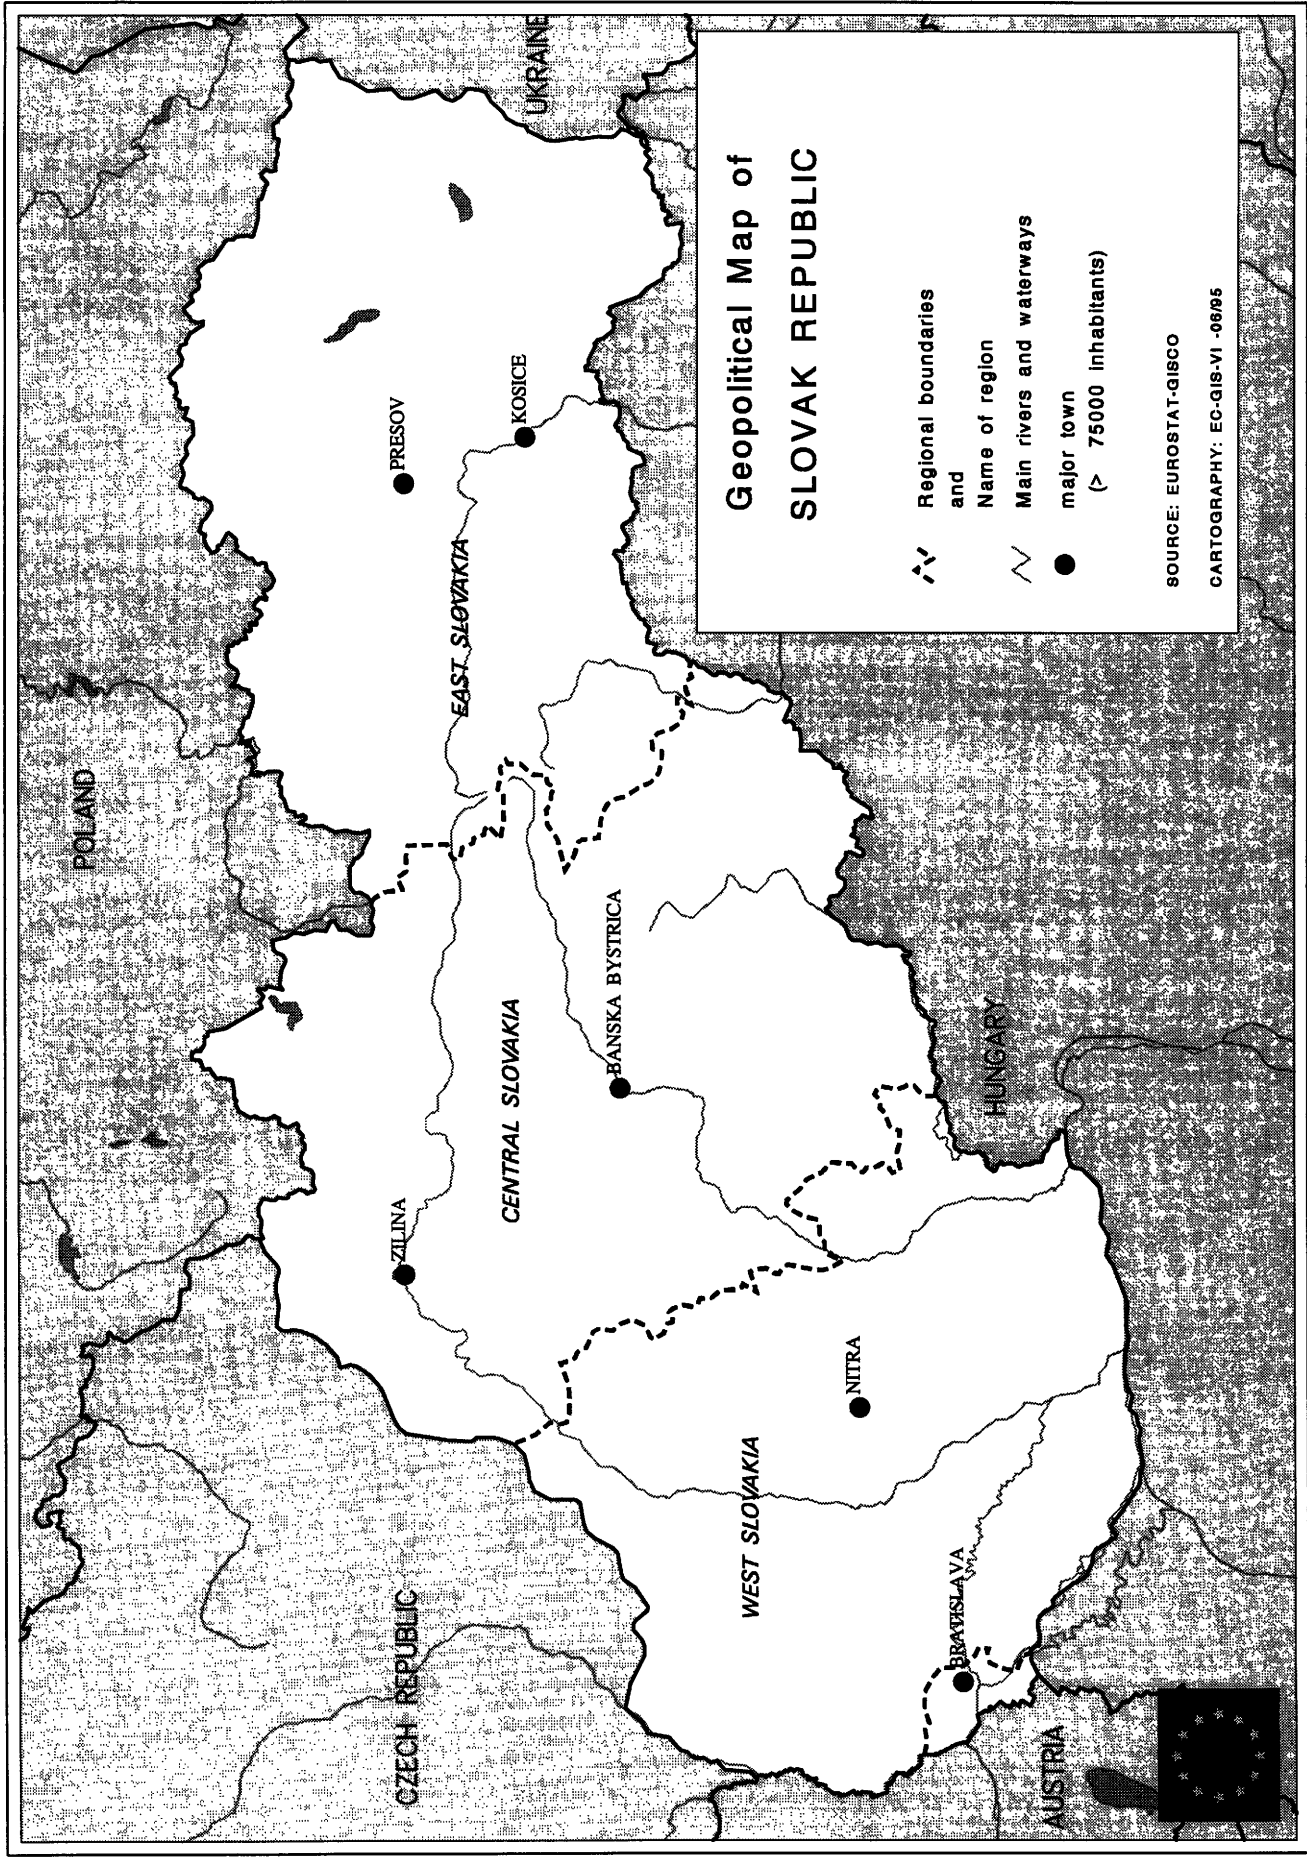 Geopolitical Map of
SLOVAK REPUBLIC
Regional boundaries
and
Name of region
Main rivers and waterways
major town
(> 75000 inhabitants)
SOURCE: EUROSTAT-GISCO
CARTOGRAPHY: EC-GIS-VI -06/95
POLAND
UKRAINE
CZECH REPUBLIC
AUSTRIA
HUNGARY
EAST SLOVAKIA
CENTRAL SLOVAKIA
WEST SLOVAKIA
PRESOV
KOSICE
ZILINA
BANSKA BYSTRICA
NITRA
BRATISLAVA